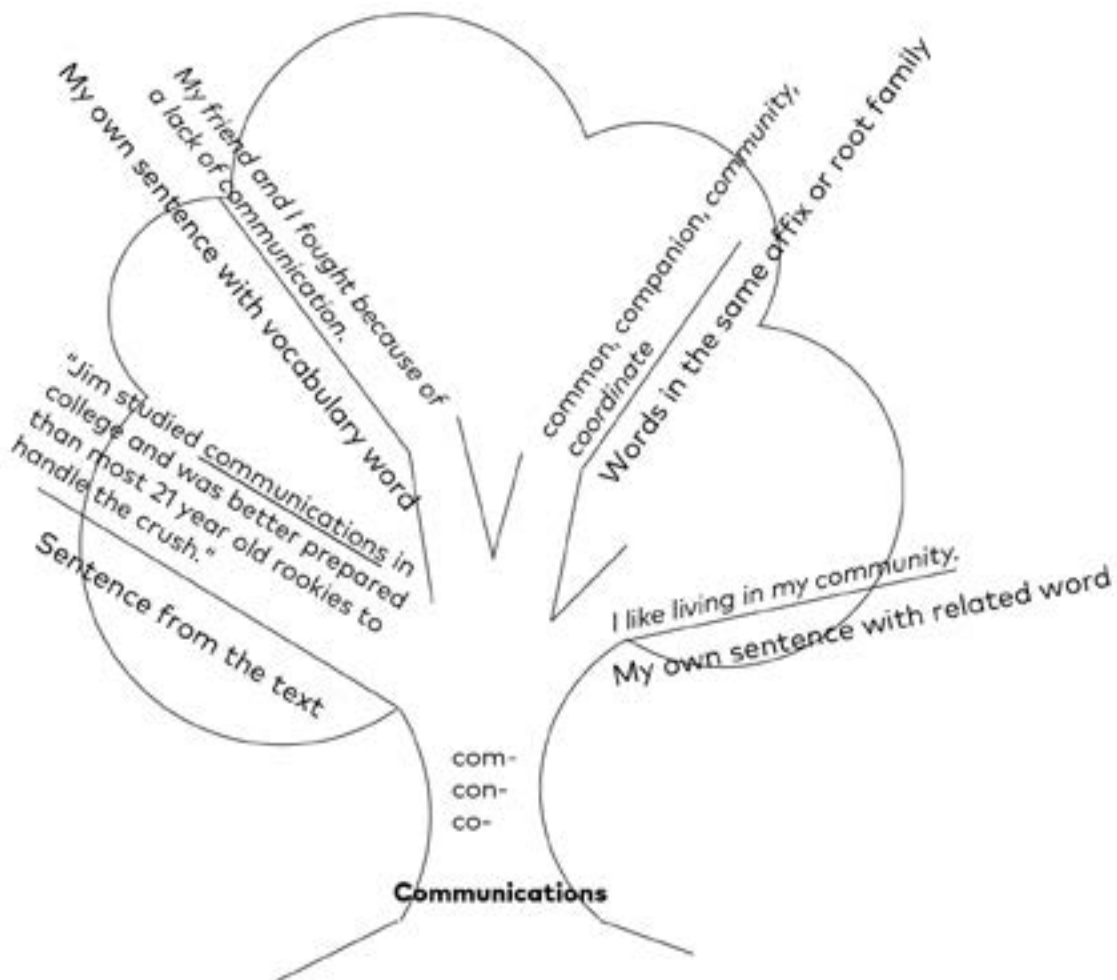 My friend and I fought because of
a lack of communication.
My own sentence with vocabulary word
common, companion, community,
coordinate
Words in the same affix or root family
"Jim studied communications in
college and was better prepared
than most 21 year old rookies to
handle the crush."
Sentence from the text
I like living in my community.
My own sentence with related word
com-
con-
co-
Communications